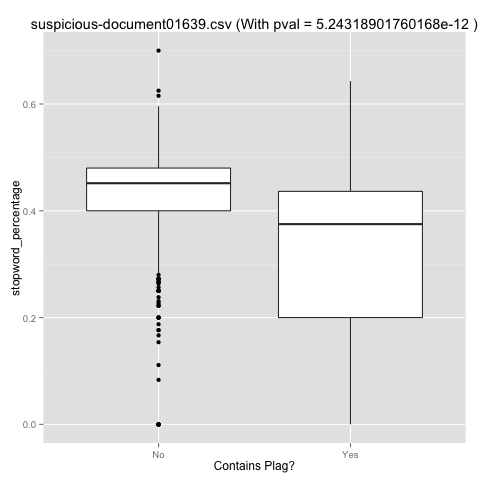 suspicious-document01639.csv (With pval = 5.24318901760168e-12 )
stopword_percentage
0.6
0.4
0.2
0.0
No
Yes
Contains Plag?